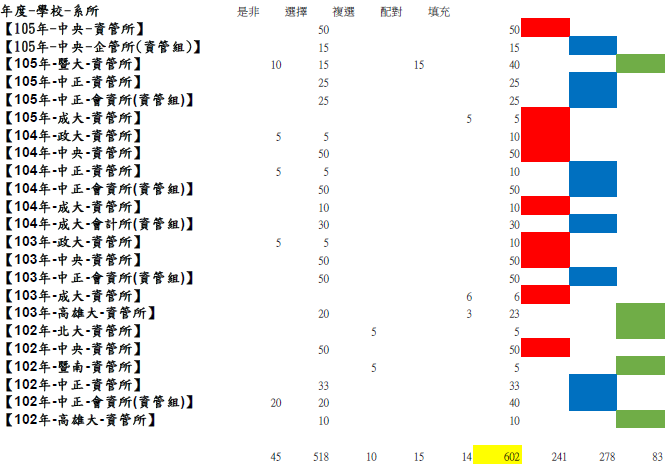 年度-學校-系所 是非 選擇 複選 配對 填充
【105年-中央-資管所】 50 50
【105年-中央-企管所(資管組)】 15 15
【105年-暨大-資管所】 10 15 15 40
【105年-中正-資管所】 25 25
【105年-中正-會資所(資管組)】 25 25
【105年-成大-資管所】 5 5
【104年-政大-資管所】 5 5 10
【104年-中央-資管所】 50 50
【104年-中正-資管所】 5 5 10
【104年-中正-會資所(資管組)】 50 50
【104年-成大-資管所】 10 10
【104年-成大-會計所(資管組)】 30 30
【103年-政大-資管所】 5 5 10
【103年-中央-資管所】 50 50
【103年-中正-會資所(資管組)】 50 50
【103年-成大-資管所】 6 6
【103年-高雄大-資管所】 20 3 23
【102年-北大-資管所】 5 5
【102年-中央-資管所】 50 50
【102年-暨南-資管所】 5 5
【102年-中正-資管所】 33 33
【102年-中正-會資所(資管組)】 20 20 40
【102年-高雄大-資管所】 10 10
45 518 10 15 14 602 241 278 83